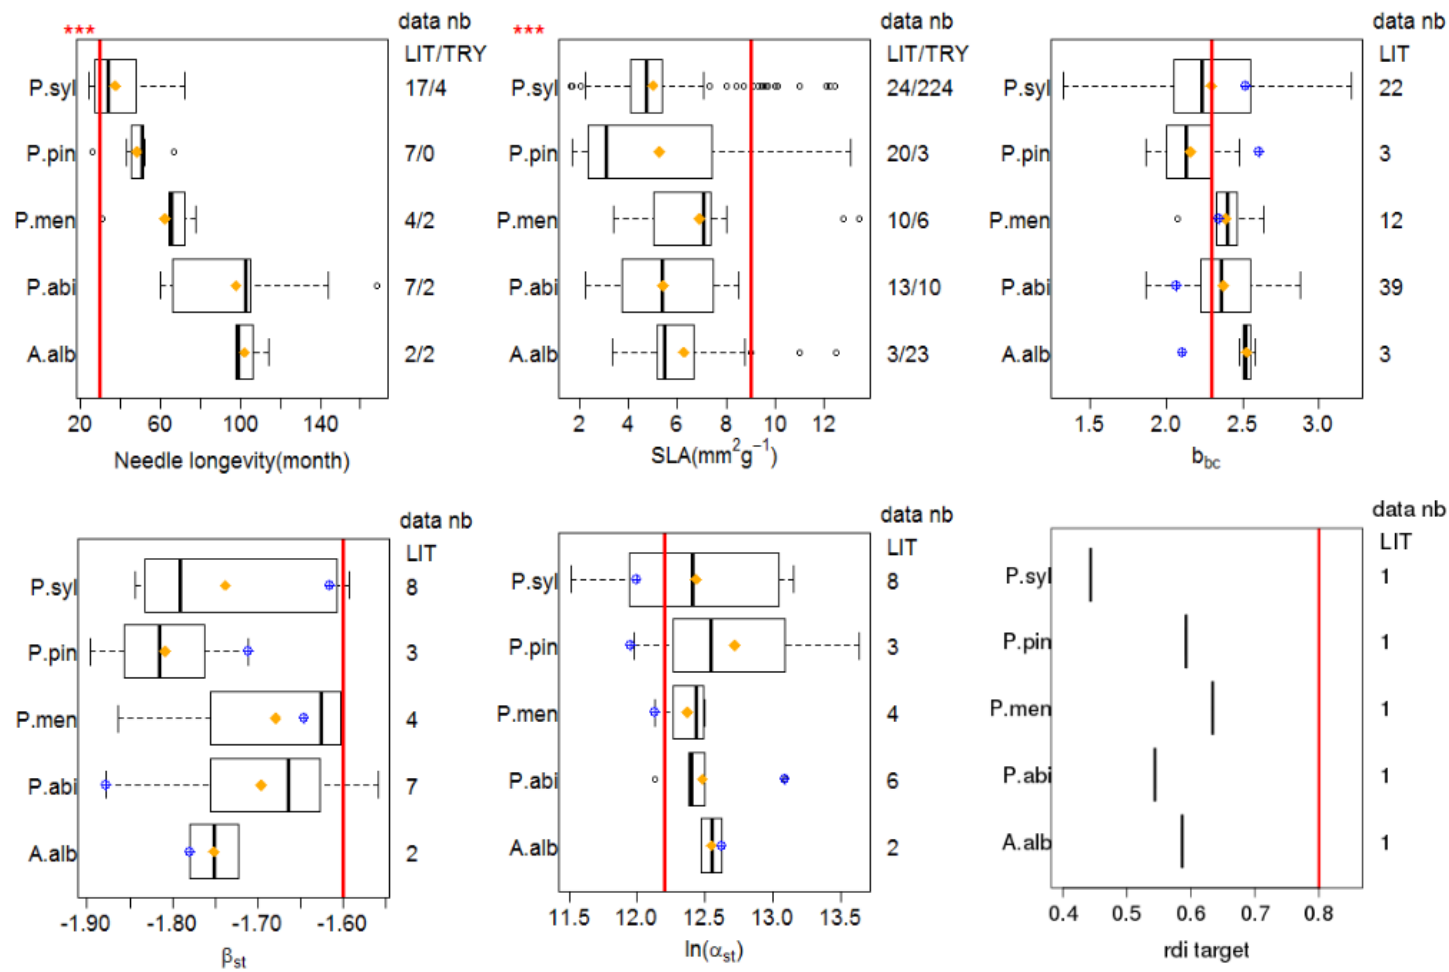 *** data nb
LIT/TRY
P.syl 17/4
P.pin 7/0
P.men 4/2
P.abi 7/2
A.alb 2/2
20 60 100 140
Needle longevity(month)
*** data nb
LIT/TRY
P.syl 24/224
P.pin 20/3
P.men 10/6
P.abi 13/10
A.alb 3/23
2 4 6 8 10 12
SLA(mm²g⁻¹)
data nb
LIT
P.syl 22
P.pin 3
P.men 12
P.abi 39
A.alb 3
1.5 2.0 2.5 3.0
b_bc
data nb
LIT
P.syl 8
P.pin 3
P.men 4
P.abi 7
A.alb 2
-1.90 -1.80 -1.70 -1.60
β_st
data nb
LIT
P.syl 8
P.pin 3
P.men 4
P.abi 6
A.alb 2
11.5 12.0 12.5 13.0 13.5
ln(α_st)
data nb
LIT
P.syl 1
P.pin 1
P.men 1
P.abi 1
A.alb 1
0.4 0.5 0.6 0.7 0.8
rdi target